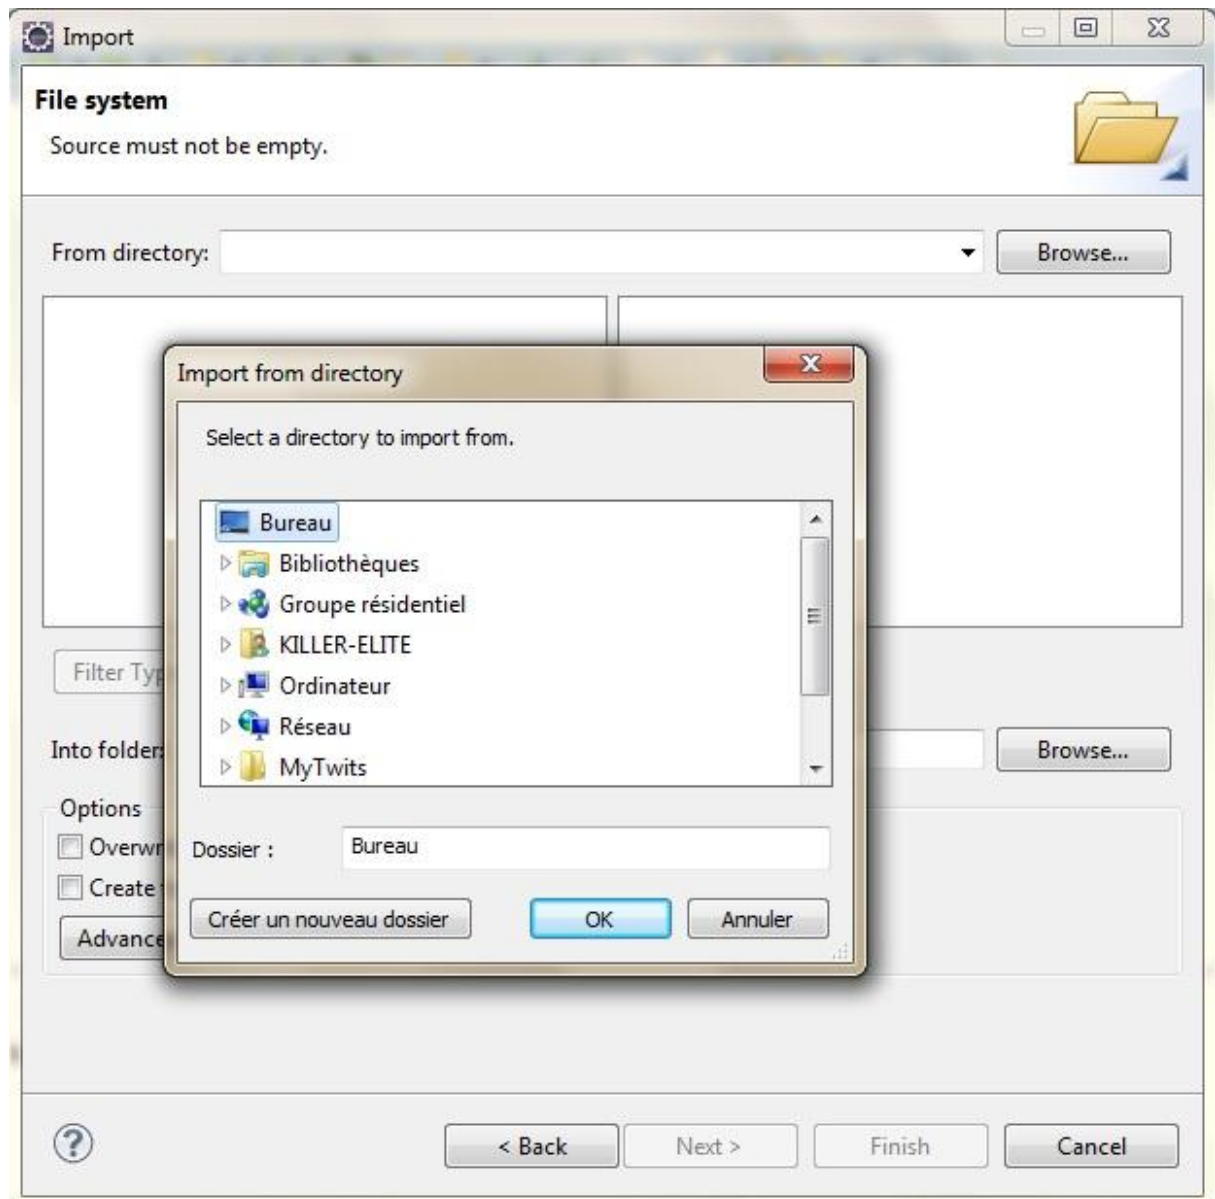 Import
File system
Source must not be empty.
From directory:
Browse...
Import from directory
Select a directory to import from.
Bureau
Bibliothèques
Groupe résidentiel
KILLER-ELITE
Ordinateur
Réseau
MyTwits
Dossier :
Bureau
Créer un nouveau dossier
OK
Annuler
Filter Typ
Into folder:
Browse...
Options
Overwr
Create
Advance
?
< Back
Next >
Finish
Cancel